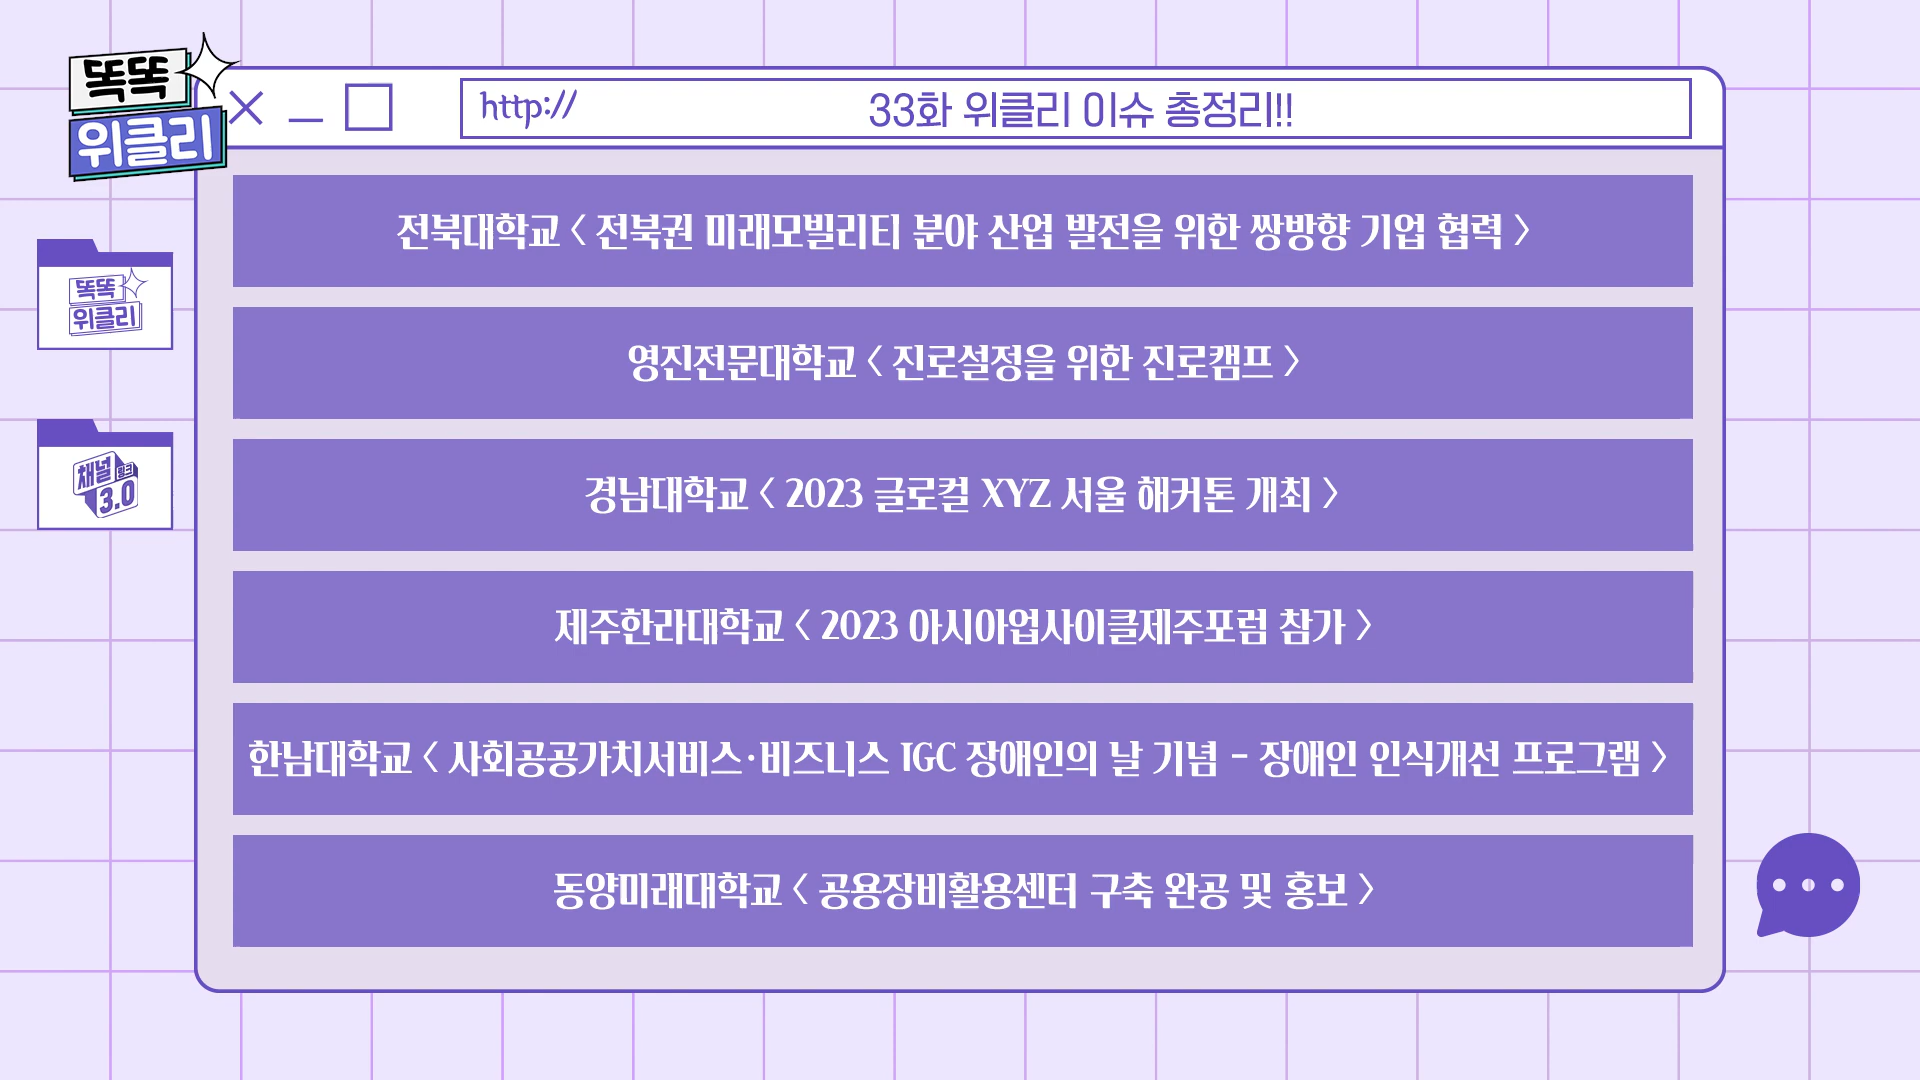 똑똑
위클리
http://
33화 위클리 이슈 총정리!!
전북대학교 < 전북권 미래모빌리티 분야 산업 발전을 위한 쌍방향 기업 협력 >
영진전문대학교 < 진로설정을 위한 진로캠프 >
경남대학교 < 2023 글로컬 XYZ 서울 해커톤 개최 >
제주한라대학교 < 2023 아시아업사이클제주포럼 참가 >
한남대학교 < 사회공공가치서비스·비즈니스 IGC 장애인의 날 기념 - 장애인 인식개선 프로그램 >
동양미래대학교 < 공용장비활용센터 구축 완공 및 홍보 >
똑똑
위클리
채널 링크
3.0